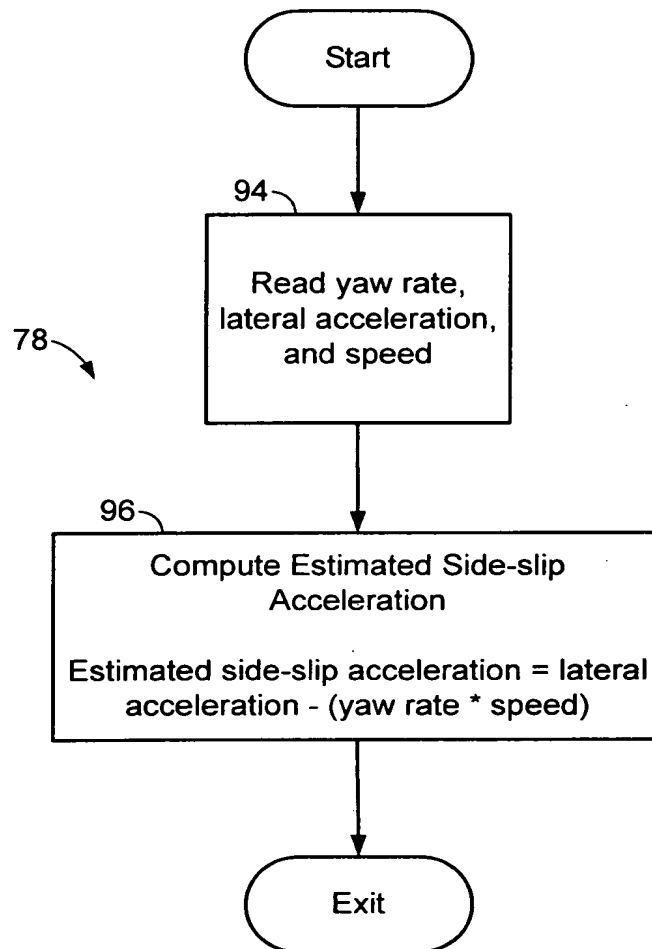 Start
94
Read yaw rate,
lateral acceleration,
and speed
78
96
Compute Estimated Side-slip
Acceleration
Estimated side-slip acceleration = lateral
acceleration - (yaw rate * speed)
Exit